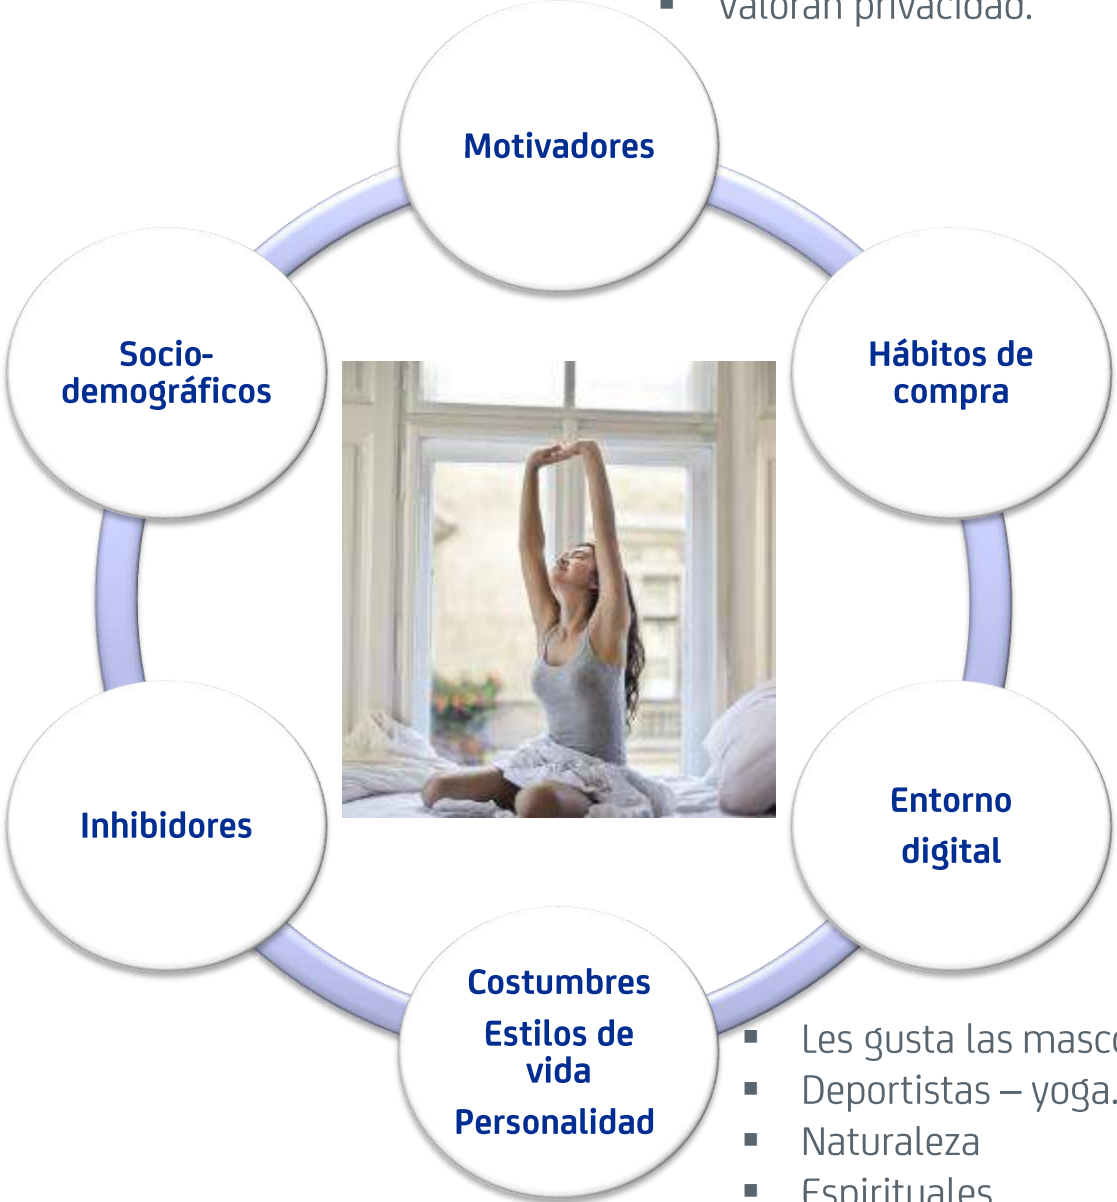 Valoran privacidad.
Motivadores
Socio-
demográficos
Hábitos de
compra
Inhibidores
Entorno
digital
Costumbres
Estilos de
vida
Personalidad
Les gusta las
Deportistas – yoga.
Naturaleza
Espirituales